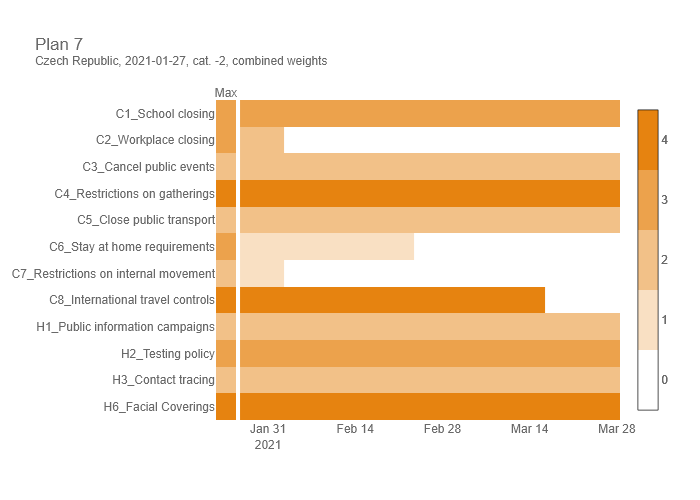 Plan 7
Czech Republic, 2021-01-27, cat. -2, combined weights
Max
C1_School closing
C2_Workplace closing
C3_Cancel public events
C4_Restrictions on gatherings
C5_Close public transport
C6_Stay at home requirements
C7_Restrictions on internal movement
C8_International travel controls
H1_Public information campaigns
H2_Testing policy
H3_Contact tracing
H6_Facial Coverings
Jan 31 Feb 14 Feb 28 Mar 14 Mar 28
2021
4
3
2
1
0